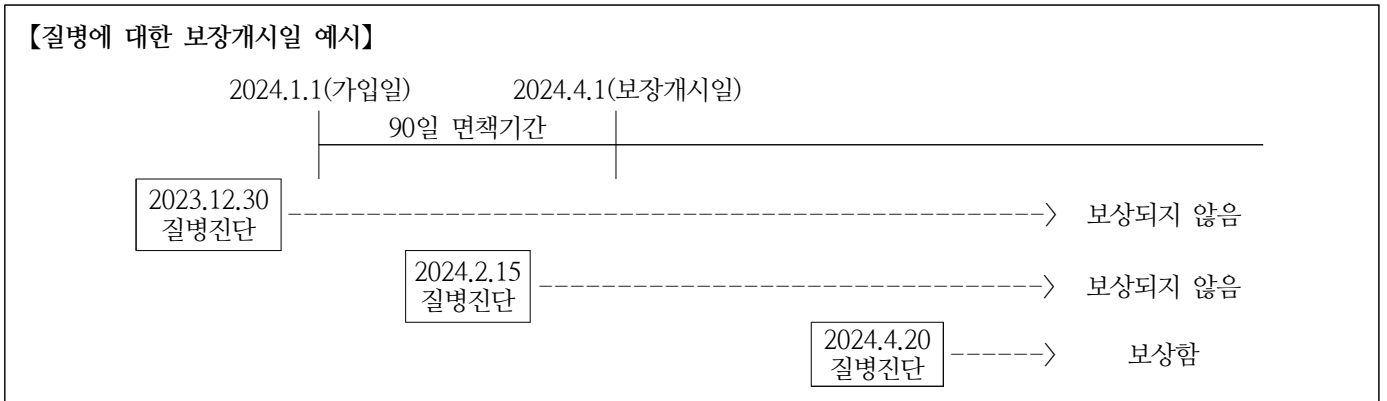 【질병에 대한 보장개시일 예시】
2024.1.1(가입일)
2024.4.1(보장개시일)
90일 면책기간
2023.12.30
질병진단
보상되지 않음
2024.2.15
질병진단
보상되지 않음
2024.4.20
질병진단
보상함